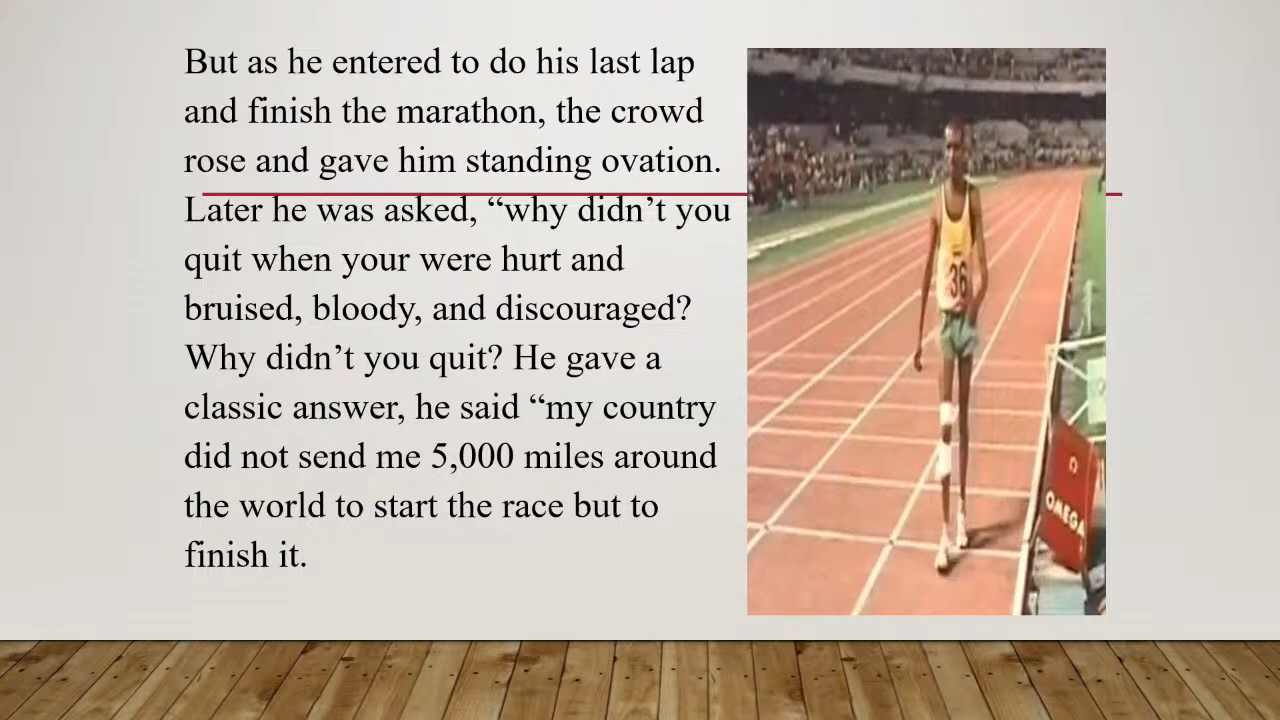 But as he entered to do his last lap
and finish the marathon, the crowd
rose and gave him standing ovation.
Later he was asked, “why didn’t you
quit when your were hurt and
bruised, bloody, and discouraged?
Why didn’t you quit? He gave a
classic answer, he said “my country
did not send me 5,000 miles around
the world to start the race but to
finish it.
36
Ω
OMEGA